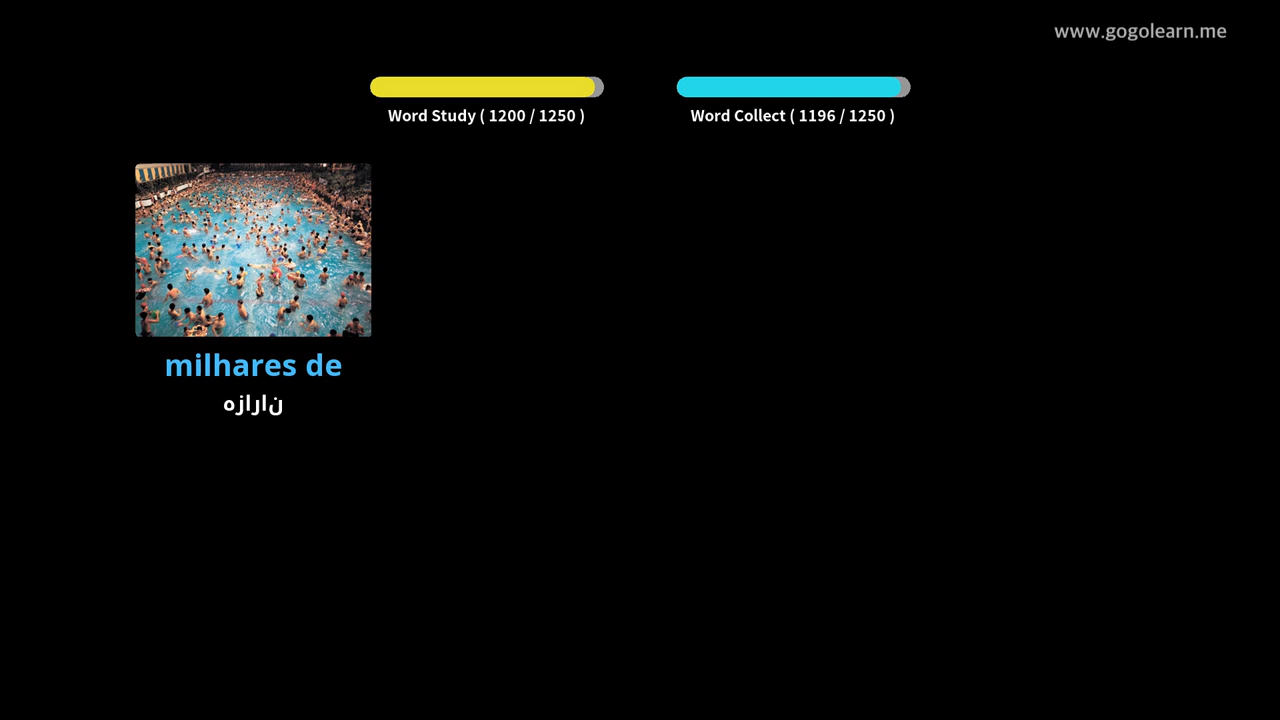 www.gogolearn.me
Word Study ( 1200 / 1250 )
Word Collect ( 1196 / 1250 )
milhares de
هزاران